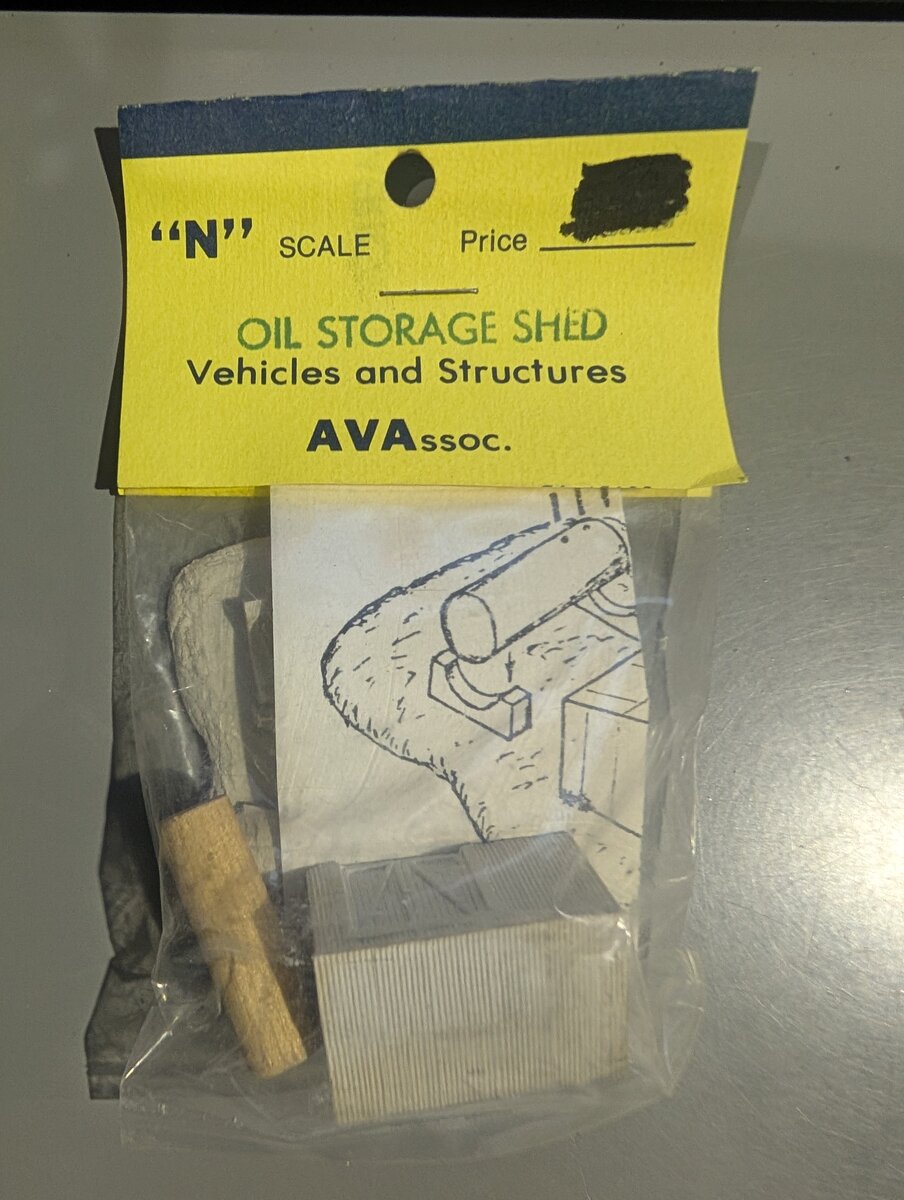 “N” SCALE Price
OIL STORAGE SHED
Vehicles and Structures
AVAssoc.